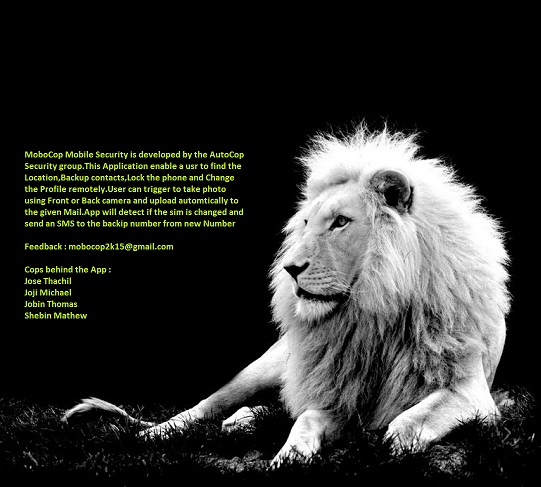 MoboCop Mobile Security is developed by the AutoCop
Security group.This Application enable a usr to find the
Location,Backup contacts,Lock the phone and Change
the Profile remotely.User can trigger to take photo
using Front or Back camera and upload automtically to
the given Mail.App will detect if the sim is changed and
send an SMS to the backip number from new Number
Feedback : mobocop2k15@gmail.com
Cops behind the App :
Jose Thachil
Joji Michael
Jobin Thomas
Shebin Mathew